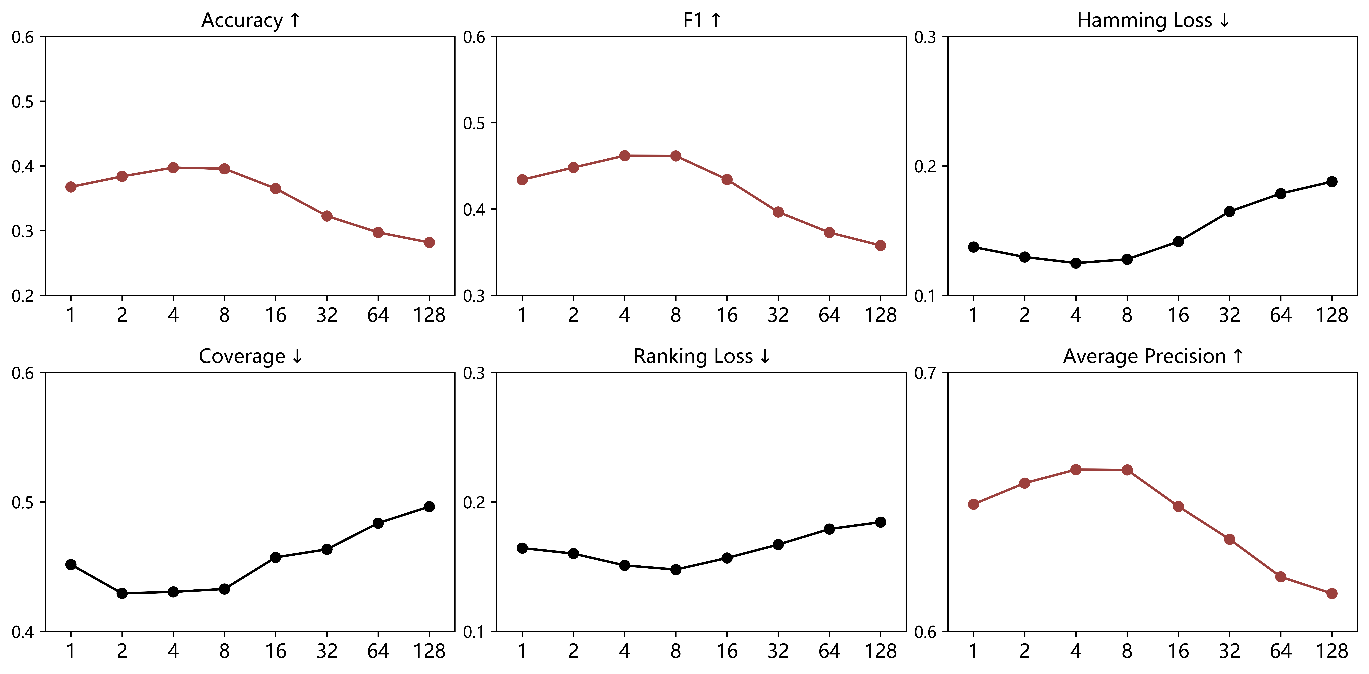 Accuracy ↑
0.6
0.5
0.4
0.3
0.2
1 2 4 8 16 32 64 128
F1 ↑
0.6
0.5
0.4
0.3
1 2 4 8 16 32 64 128
Hamming Loss ↓
0.3
0.2
0.1
1 2 4 8 16 32 64 128
Coverage ↓
0.6
0.5
0.4
1 2 4 8 16 32 64 128
Ranking Loss ↓
0.3
0.2
0.1
1 2 4 8 16 32 64 128
Average Precision ↑
0.7
0.6
1 2 4 8 16 32 64 128